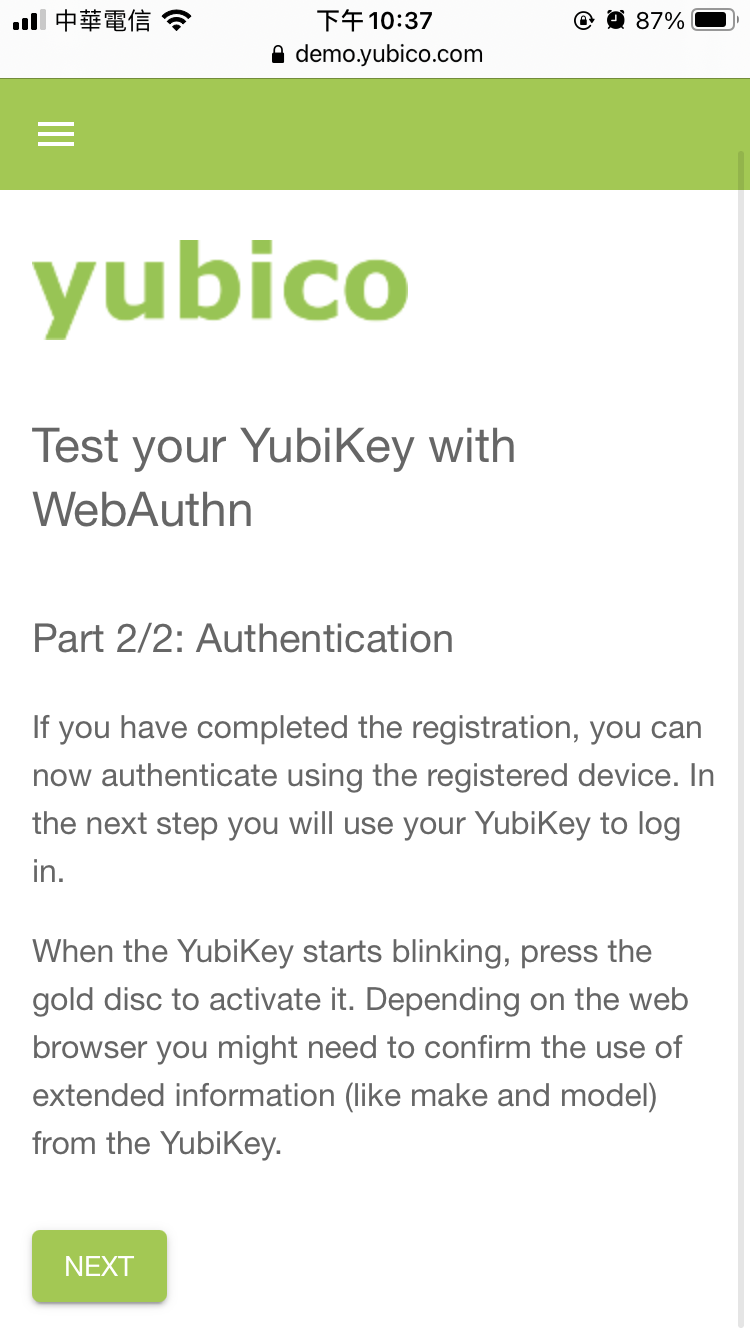 中華電信 下午10:37 87%
demo.yubico.com
yubico
Test your YubiKey with
WebAuthn
Part 2/2: Authentication
If you have completed the registration, you can
now authenticate using the registered device. In
the next step you will use your YubiKey to log
in.
When the YubiKey starts blinking, press the
gold disc to activate it. Depending on the web
browser you might need to confirm the use of
extended information (like make and model)
from the YubiKey.
NEXT